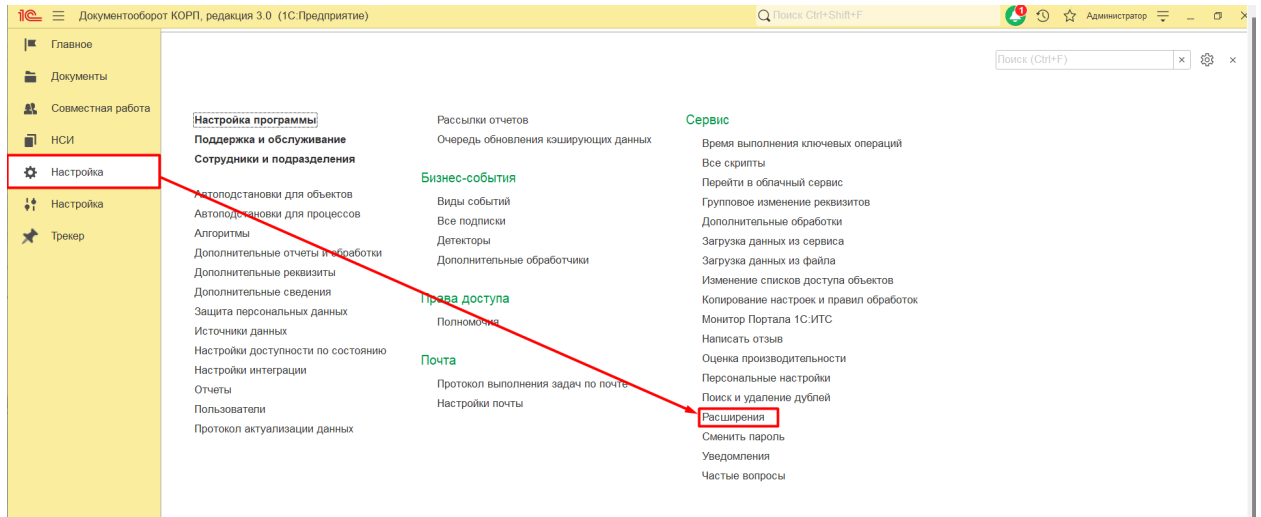 1С Документооборот КОРП, редакция 3.0 (1С:Предприятие) Поиск Ctrl+Shift+F 1 Администратор
Поиск (Ctrl+F)
Главное
Документы
Совместная работа
НСИ
Настройка
Настройка
Трекер
Настройка программы
Поддержка и обслуживание
Сотрудники и подразделения
Автоподстановки для объектов
Автоподстановки для процессов
Алгоритмы
Дополнительные отчеты и обработки
Дополнительные реквизиты
Дополнительные сведения
Защита персональных данных
Источники данных
Настройки доступности по состоянию
Настройки интеграции
Отчеты
Пользователи
Протокол актуализации данных
Рассылки отчетов
Очередь обновления кэширующих данных
Бизнес-события
Виды событий
Все подписки
Детекторы
Дополнительные обработчики
Права доступа
Полномочия
Почта
Протокол выполнения задач по почте
Настройки почты
Сервис
Время выполнения ключевых операций
Все скрипты
Перейти в облачный сервис
Групповое изменение реквизитов
Дополнительные обработки
Загрузка данных из сервиса
Загрузка данных из файла
Изменение списков доступа объектов
Копирование настроек и правил обработок
Монитор Портала 1С:ИТС
Написать отзыв
Оценка производительности
Персональные настройки
Поиск и удаление дублей
Расширения
Сменить пароль
Уведомления
Частые вопросы